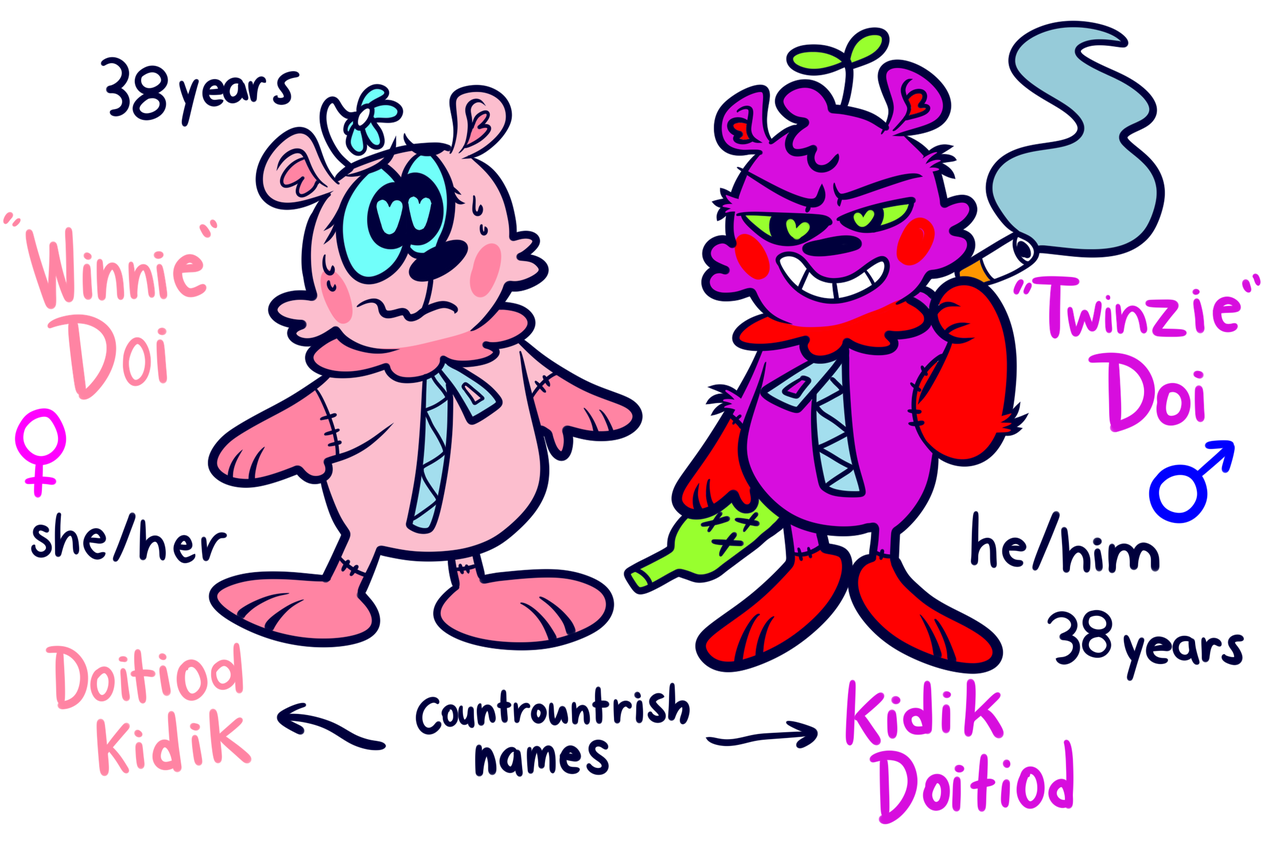 38 years
"Winnie"
Doi
she/her
Doitiod
Kidik
"Twinzie"
Doi
he/him
38 years
Countrountrish
names
Kidik
Doitiod